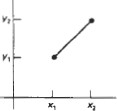 y₂
y₁
x₁ x₂